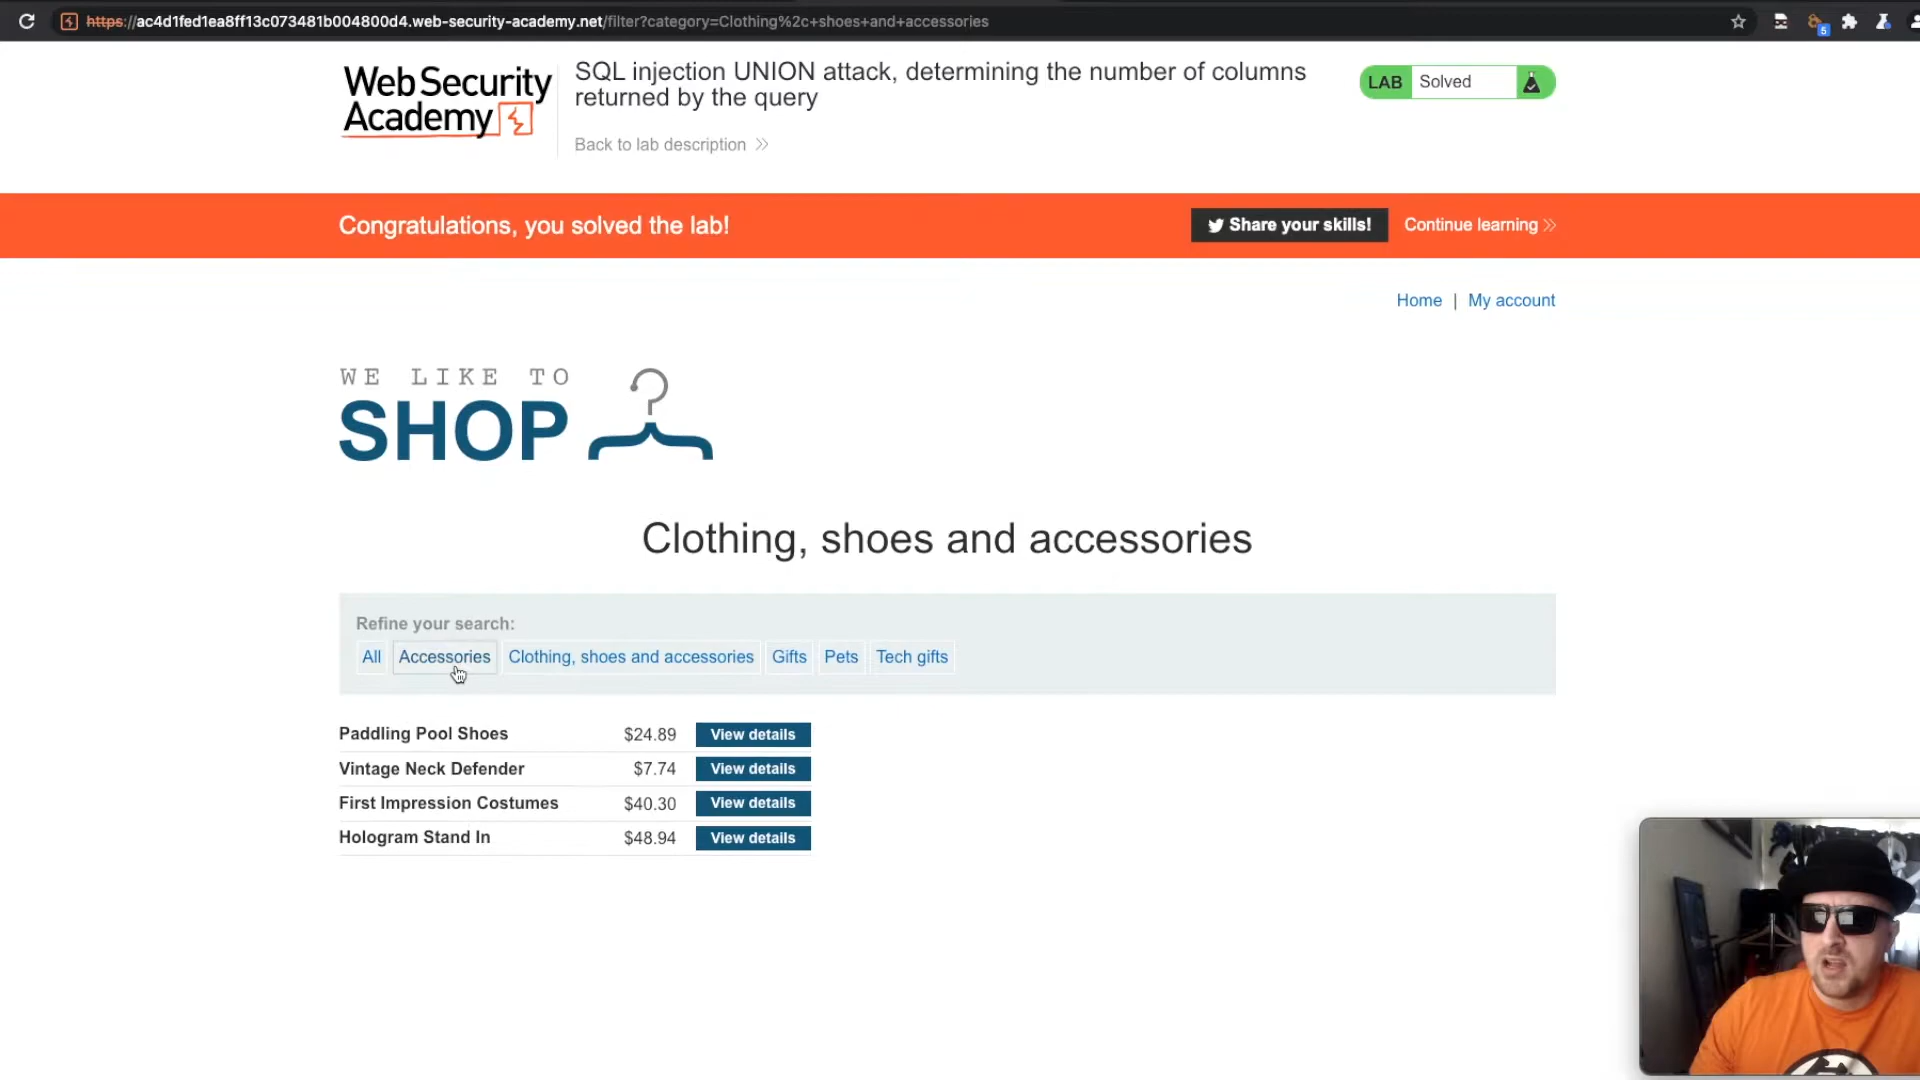 https://ac4d1fed1ea8ff13c073481b004800d4.web-security-academy.net/filter?category=Clothing%2c+shoes+and+accessories
5
Web Security
Academy
SQL injection UNION attack, determining the number of columns
returned by the query
Back to lab description
LAB Solved
Congratulations, you solved the lab!
Share your skills!
Continue learning
Home | My account
WE LIKE TO
SHOP
Clothing, shoes and accessories
Refine your search:
All Accessories Clothing, shoes and accessories Gifts Pets Tech gifts
Paddling Pool Shoes $24.89 View details
Vintage Neck Defender $7.74 View details
First Impression Costumes $40.30 View details
Hologram Stand In $48.94 View details